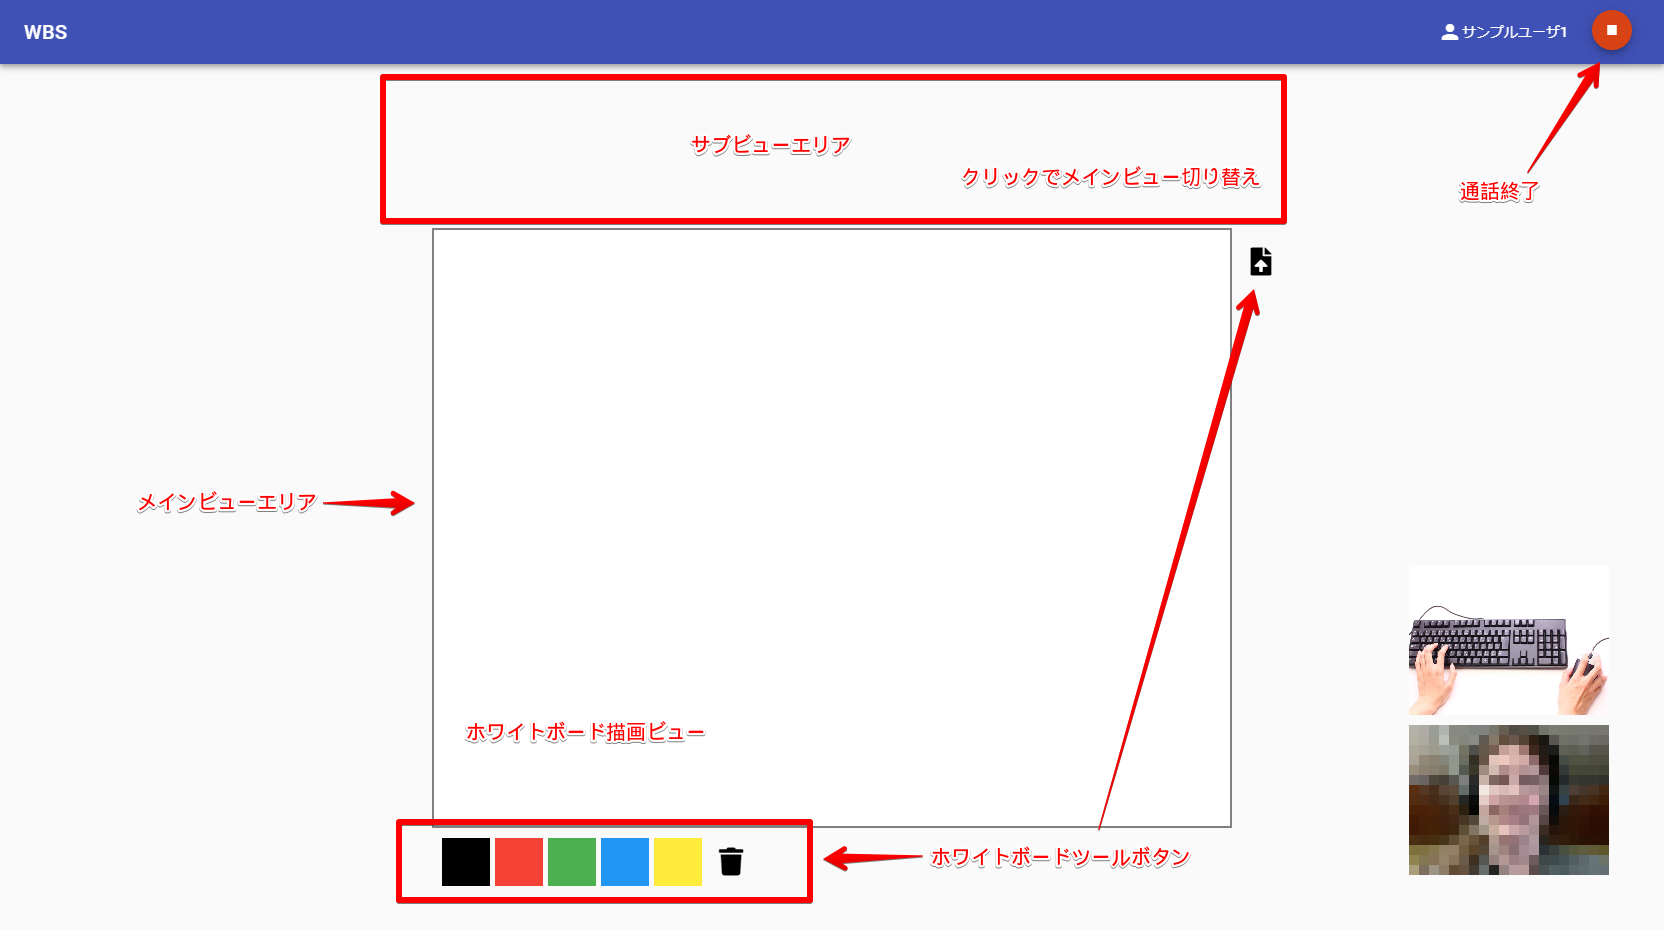 WBS
サンプルユーザ1
サブビューエリア
クリックでメインビュー切り替え
通話終了
メインビューエリア
ホワイトボード描画ビュー
ホワイトボードツールボタン